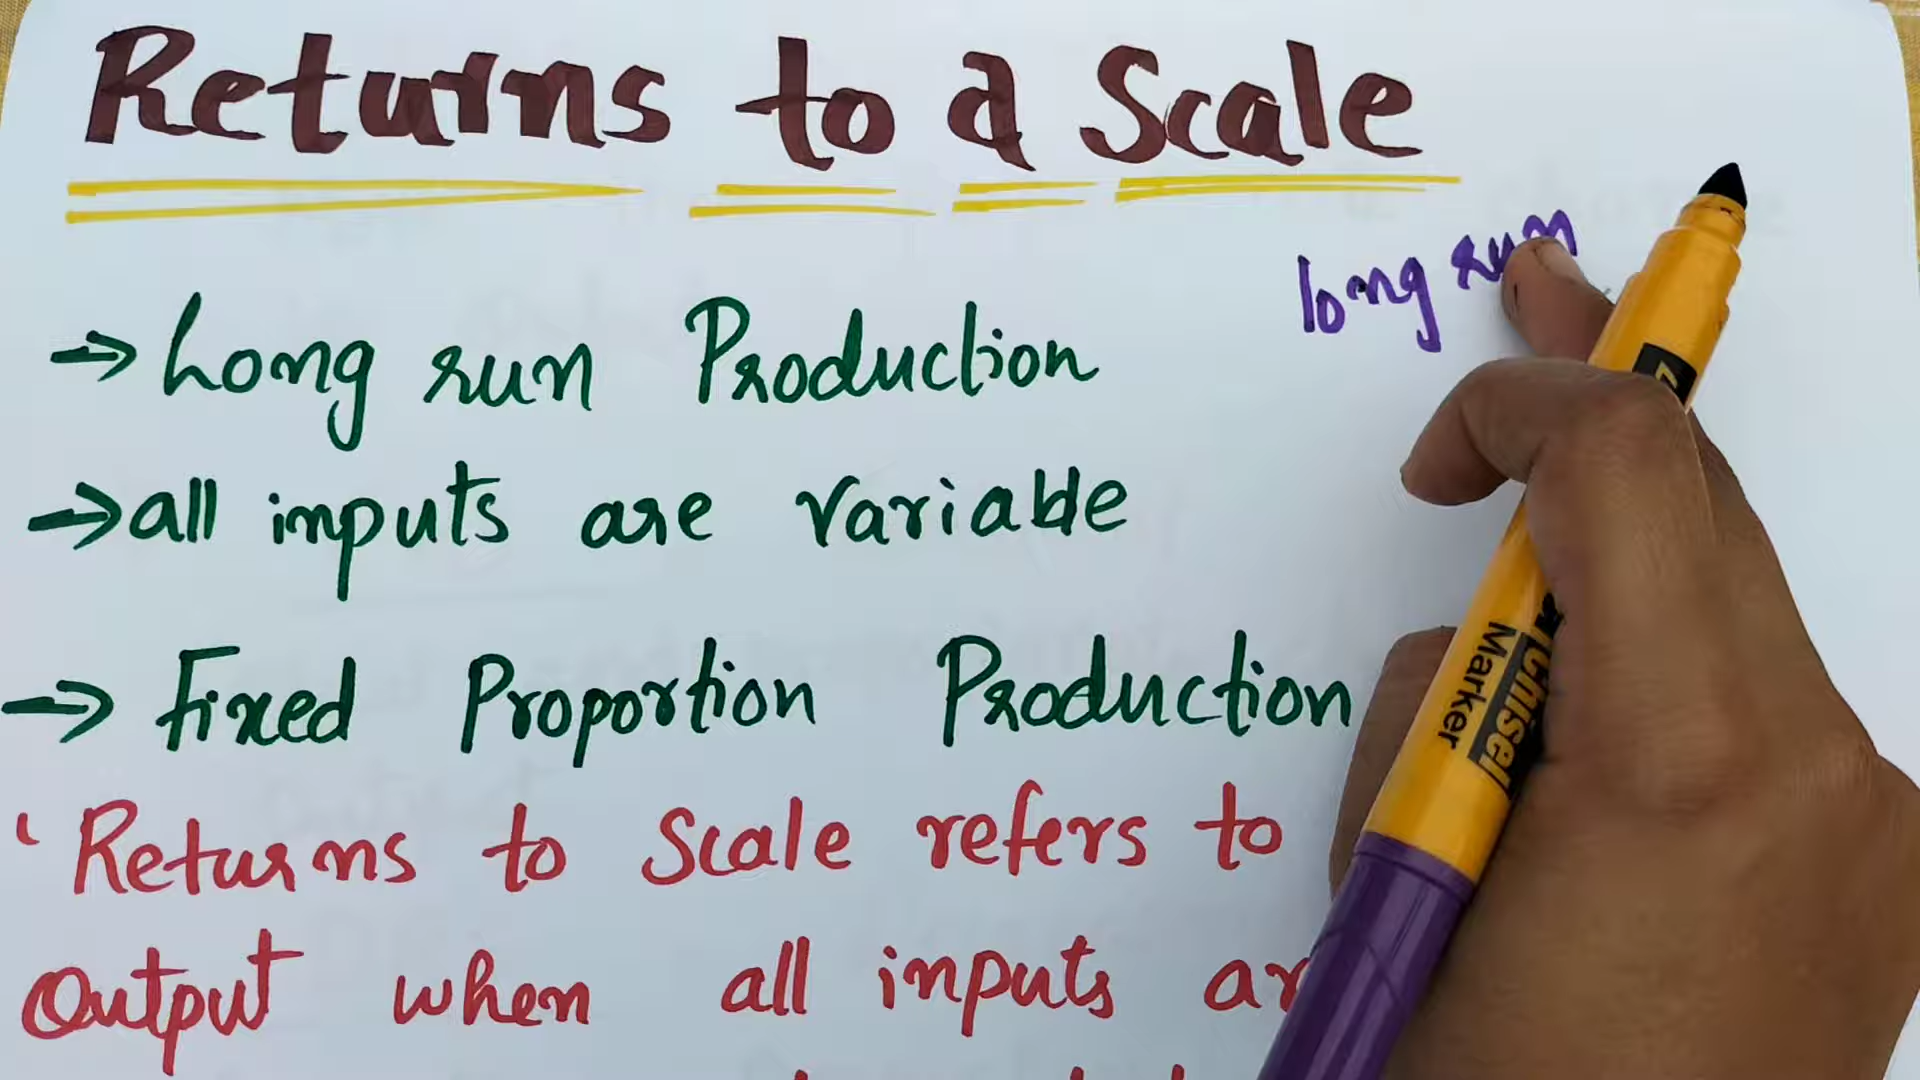 Returns to a Scale
long run
→ Long run Production
→ all inputs are variable
→ Fixed Proportion Production
‘Returns to Scale refers to
Output when all inputs
Chisel
Marker